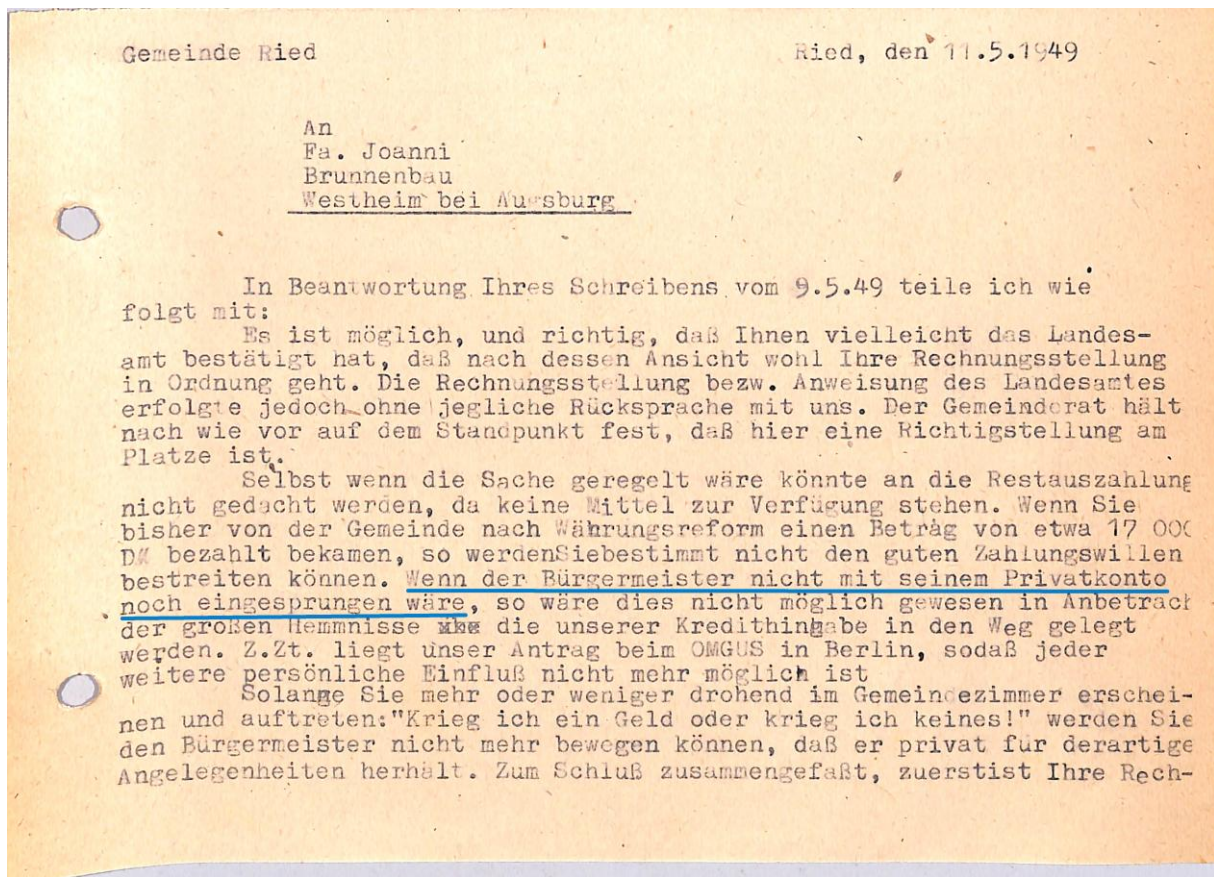 Gemeinde Ried Ried, den 11.5.1949
An
Fa. Joanni
Brunnenbau
Westheim bei Augsburg
In Beantwortung Ihres Schreibens vom 9.5.49 teile ich wie
folgt mit:
Es ist möglich, und richtig, daß Ihnen vielleicht das Landes-
amt bestätigt hat, daß nach dessen Ansicht wohl Ihre Rechnungsstellung
in Ordnung geht. Die Rechnungsstellung bezw. Anweisung des Landesamtes
erfolgte jedoch ohne jegliche Rücksprache mit uns. Der Gemeinderat hält
nach wie vor auf dem Standpunkt fest, daß hier eine Richtigstellung am
Platze ist.
Selbst wenn die Sache geregelt wäre könnte an die Restauszahlung
nicht gedacht werden, da keine Mittel zur Verfügung stehen. Wenn Sie
bisher von der Gemeinde nach Währungsreform einen Betrag von etwa 17 000
DM bezahlt bekamen, so werdenSiebestimmt nicht den guten Zahlungswillen
bestreiten können. Wenn der Bürgermeister nicht mit seinem Privatkonto
noch eingesprungen wäre, so wäre dies nicht möglich gewesen in Anbetrach
der großen Hemmnisse die unserer Kredithingabe in den Weg gelegt
werden. Z.Zt. liegt unser Antrag beim OMGUS in Berlin, sodaß jeder
weitere persönliche Einfluß nicht mehr möglich ist
Solange Sie mehr oder weniger drohend im Gemeindezimmer erschei-
nen und auftreten:"Krieg ich ein Geld oder krieg ich keines!" werden Sie
den Bürgermeister nicht mehr bewegen können, daß er privat für derartige
Angelegenheiten herhält. Zum Schluß zusammengefaßt, zuerstist Ihre Rech-